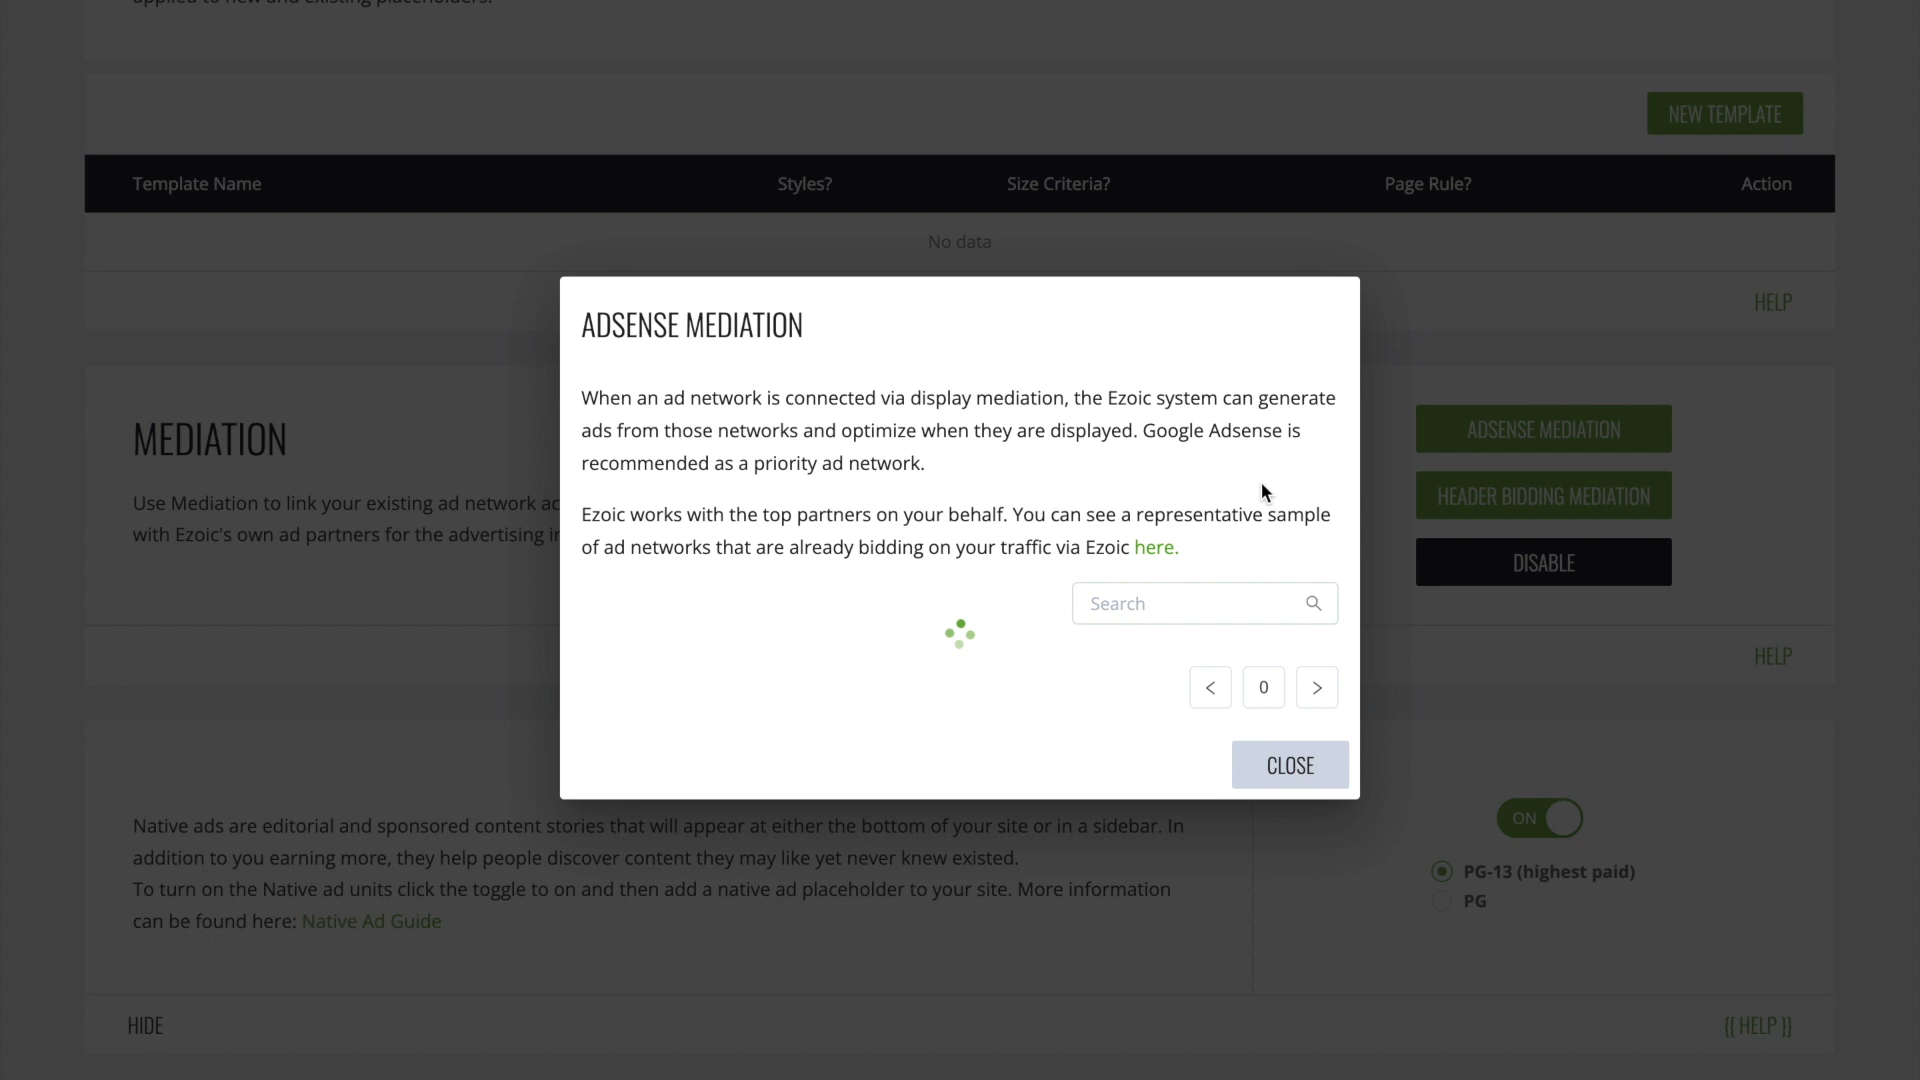 applied to new and existing placeholders.
NEW TEMPLATE
Template Name Styles? Size Criteria? Page Rule? Action
No data
HELP
ADSENSE MEDIATION
When an ad network is connected via display mediation, the Ezoic system can generate
ads from those networks and optimize when they are displayed. Google Adsense is
recommended as a priority ad network.
Ezoic works with the top partners on your behalf. You can see a representative sample
of ad networks that are already bidding on your traffic via Ezoic here.
Search
< 0 >
CLOSE
MEDIATION
Use Mediation to link your existing ad network
with Ezoic's own ad partners for the advertising
ADSENSE MEDIATION
HEADER BIDDING MEDIATION
DISABLE
HELP
Native ads are editorial and sponsored content stories that will appear at either the bottom of your site or in a sidebar. In
addition to you earning more, they help people discover content they may like yet never knew existed.
To turn on the Native ad units click the toggle to on and then add a native ad placeholder to your site. More information
can be found here: Native Ad Guide
ON
PG-13 (highest paid)
PG
HIDE
{{ HELP }}